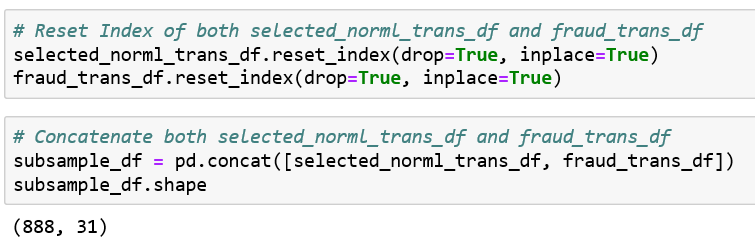 # Reset Index of both selected_norml_trans_df and fraud_trans_df
selected_norml_trans_df.reset_index(drop=True, inplace=True)
fraud_trans_df.reset_index(drop=True, inplace=True)
# Concatenate both selected_norml_trans_df and fraud_trans_df
subsample_df = pd.concat([selected_norml_trans_df, fraud_trans_df])
subsample_df.shape
(888, 31)